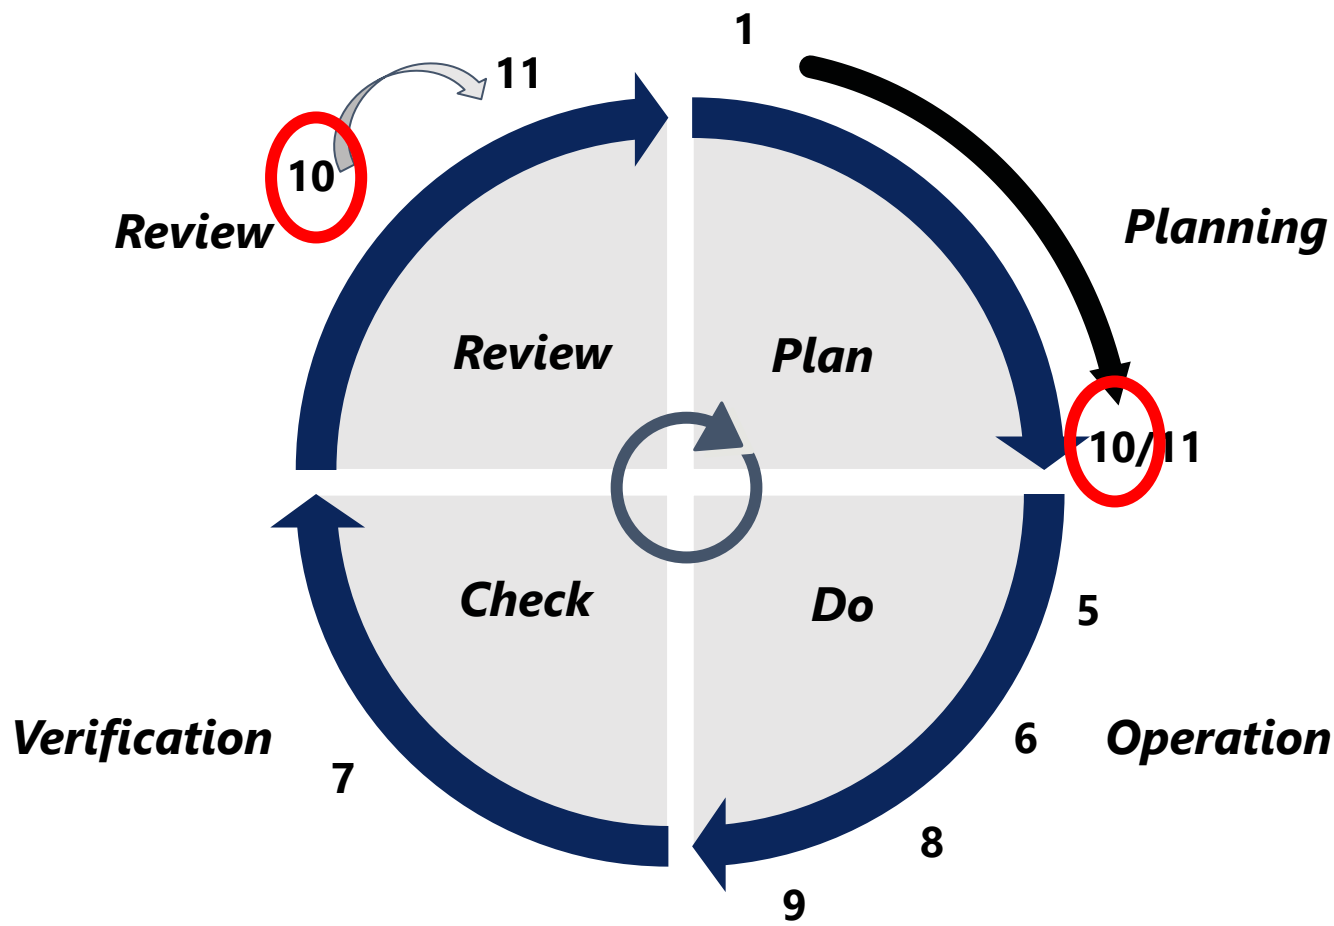 1
11
10
Review
Planning
Review
Plan
10/11
Check
Do
5
Verification
7
6
Operation
8
9